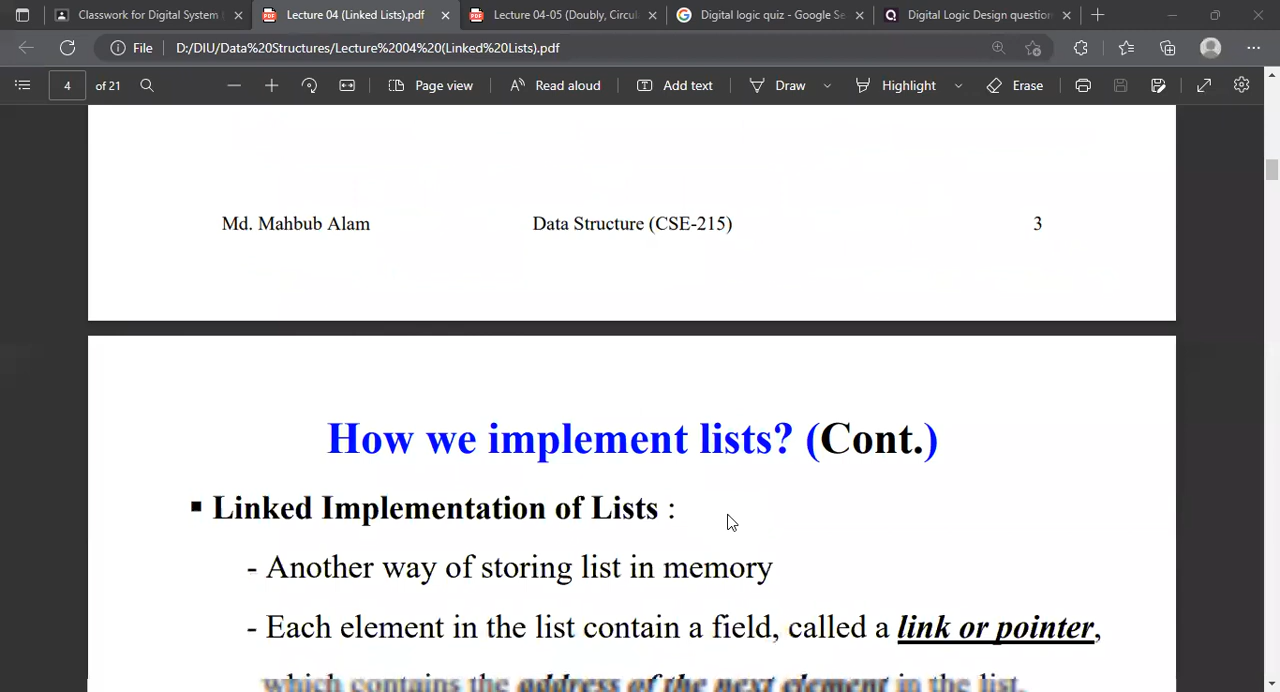 Classwork for Digital System
Lecture 04 (Linked Lists).pdf
Lecture 04-05 (Doubly, Circul
Digital logic quiz - Google Se
Digital Logic Design question
File
D:/DIU/Data%20Structures/Lecture%2004%20(Linked%20Lists).pdf
4 of 21
Page view
Read aloud
Add text
Draw
Highlight
Erase
Md. Mahbub Alam
Data Structure (CSE-215)
3
How we implement lists? (Cont.)
▪ Linked Implementation of Lists :
- Another way of storing list in memory
- Each element in the list contain a field, called a link or pointer,
which contains the address of the next element in the list.